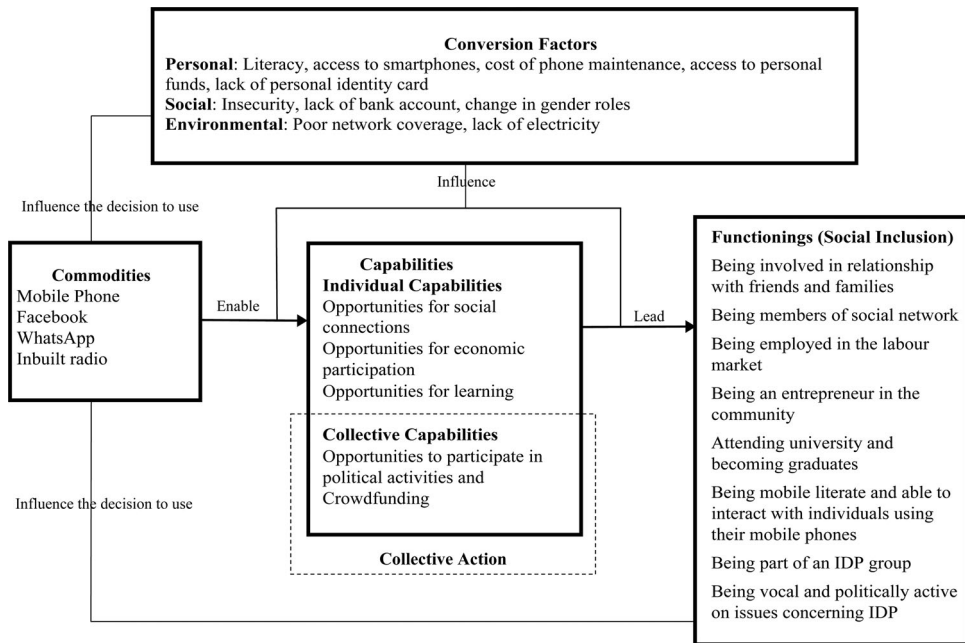 Conversion Factors
Personal: Literacy, access to smartphones, cost of phone maintenance, access to personal
funds, lack of personal identity card
Social: Insecurity, lack of bank account, change in gender roles
Environmental: Poor network coverage, lack of electricity
Influence
Influence the decision to use
Commodities
Mobile Phone
Facebook
WhatsApp
Inbuilt radio
Enable
Capabilities
Individual Capabilities
Opportunities for social
connections
Opportunities for economic
participation
Opportunities for learning
Collective Capabilities
Opportunities to participate in
political activities and
Crowdfunding
Collective Action
Lead
Functionings (Social Inclusion)
Being involved in relationship
with friends and families
Being members of social network
Being employed in the labour
market
Being an entrepreneur in the
community
Attending university and
becoming graduates
Being mobile literate and able to
interact with individuals using
their mobile phones
Being part of an IDP group
Being vocal and politically active
on issues concerning IDP
Influence the decision to use